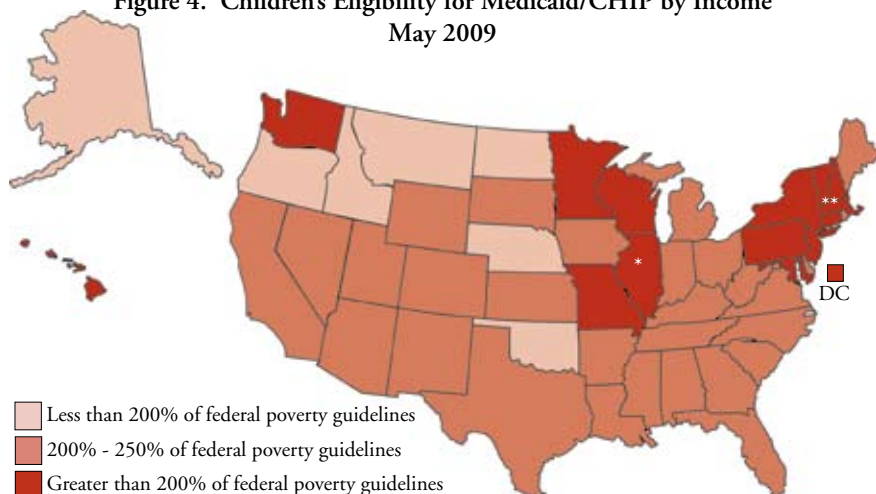 Figure 4. Children's Eligibility for Medicaid/CHIP by Income
May 2009
**
*
DC
Less than 200% of federal poverty guidelines
200% - 250% of federal poverty guidelines
Greater than 200% of federal poverty guidelines